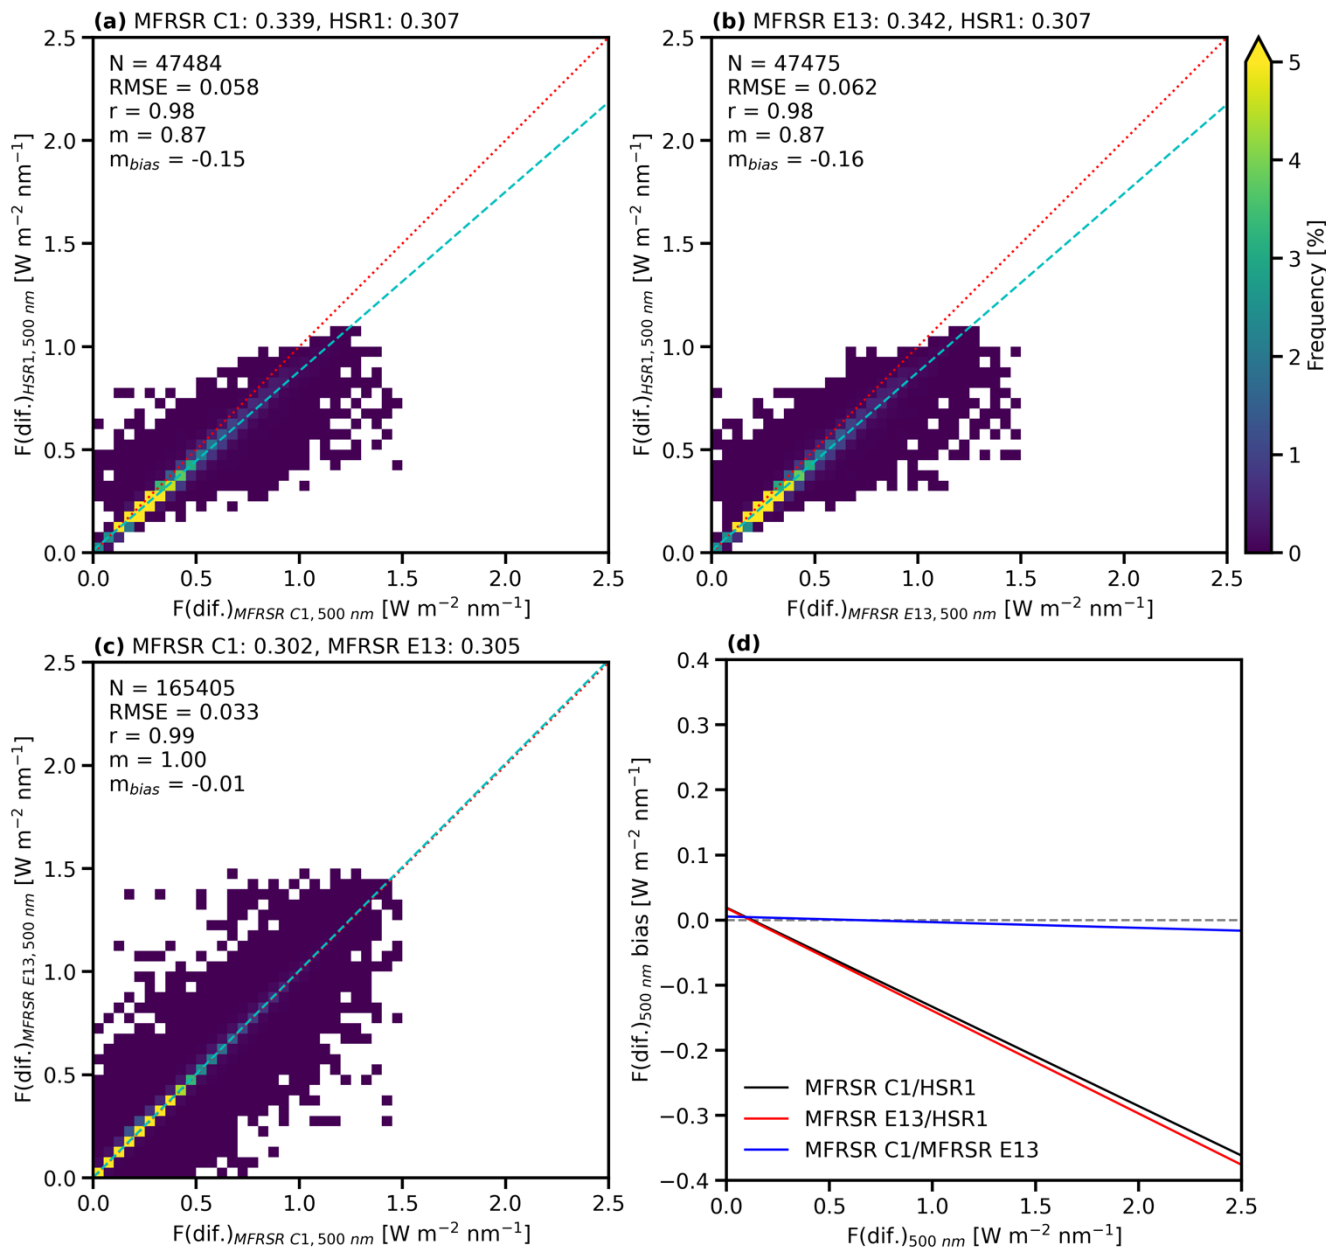 (a) MFRSR C1: 0.339, HSR1: 0.307
N = 47484
RMSE = 0.058
r = 0.98
m = 0.87
m_bias = -0.15
2.5
2.0
1.5
1.0
0.5
0.0
0.0 0.5 1.0 1.5 2.0 2.5
F(dif.)HSR1, 500 nm [W m−2 nm−1]
F(dif.)MFRSR C1, 500 nm [W m−2 nm−1]
(b) MFRSR E13: 0.342, HSR1: 0.307
N = 47475
RMSE = 0.062
r = 0.98
m = 0.87
m_bias = -0.16
2.5
2.0
1.5
1.0
0.5
0.0
0.0 0.5 1.0 1.5 2.0 2.5
F(dif.)HSR1, 500 nm [W m−2 nm−1]
F(dif.)MFRSR E13, 500 nm [W m−2 nm−1]
5
4
3
2
1
0
Frequency [%]
(c) MFRSR C1: 0.302, MFRSR E13: 0.305
N = 165405
RMSE = 0.033
r = 0.99
m = 1.00
m_bias = -0.01
2.5
2.0
1.5
1.0
0.5
0.0
0.0 0.5 1.0 1.5 2.0 2.5
F(dif.)MFRSR E13, 500 nm [W m−2 nm−1]
F(dif.)MFRSR C1, 500 nm [W m−2 nm−1]
(d)
0.4
0.3
0.2
0.1
0.0
−0.1
−0.2
−0.3
−0.4
MFRSR C1/HSR1
MFRSR E13/HSR1
MFRSR C1/MFRSR E13
0.0 0.5 1.0 1.5 2.0 2.5
F(dif.)500 nm bias [W m−2 nm−1]
F(dif.)500 nm [W m−2 nm−1]